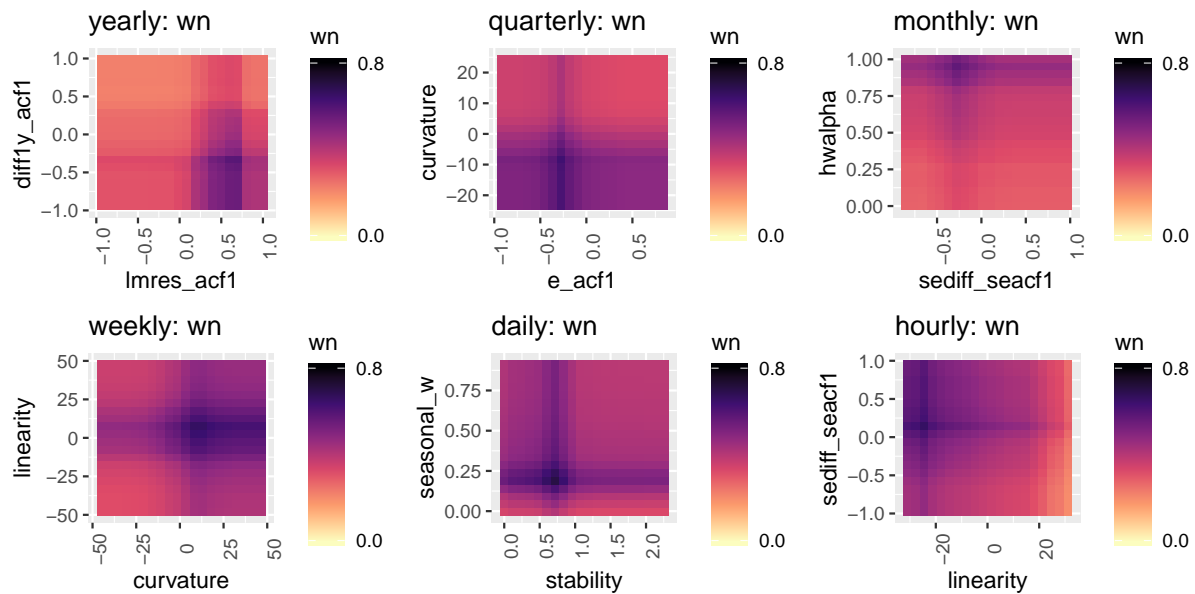 yearly: wn
wn
0.8
0.0
diff1y_acf1
1.0
0.5
0.0
−0.5
−1.0
−1.0
−0.5
0.0
0.5
1.0
lmres_acf1
quarterly: wn
wn
0.8
0.0
curvature
20
10
0
−10
−20
−1.0
−0.5
0.0
0.5
e_acf1
monthly: wn
wn
0.8
0.0
hwalpha
1.00
0.75
0.50
0.25
0.00
−0.5
0.0
0.5
1.0
sediff_seacf1
weekly: wn
wn
0.8
0.0
linearity
50
25
0
−25
−50
−50
−25
0
25
50
curvature
daily: wn
wn
0.8
0.0
seasonal_w
0.75
0.50
0.25
0.00
0.0
0.5
1.0
1.5
2.0
stability
hourly: wn
wn
0.8
0.0
sediff_seacf1
1.0
0.5
0.0
−0.5
−1.0
−20
0
20
linearity